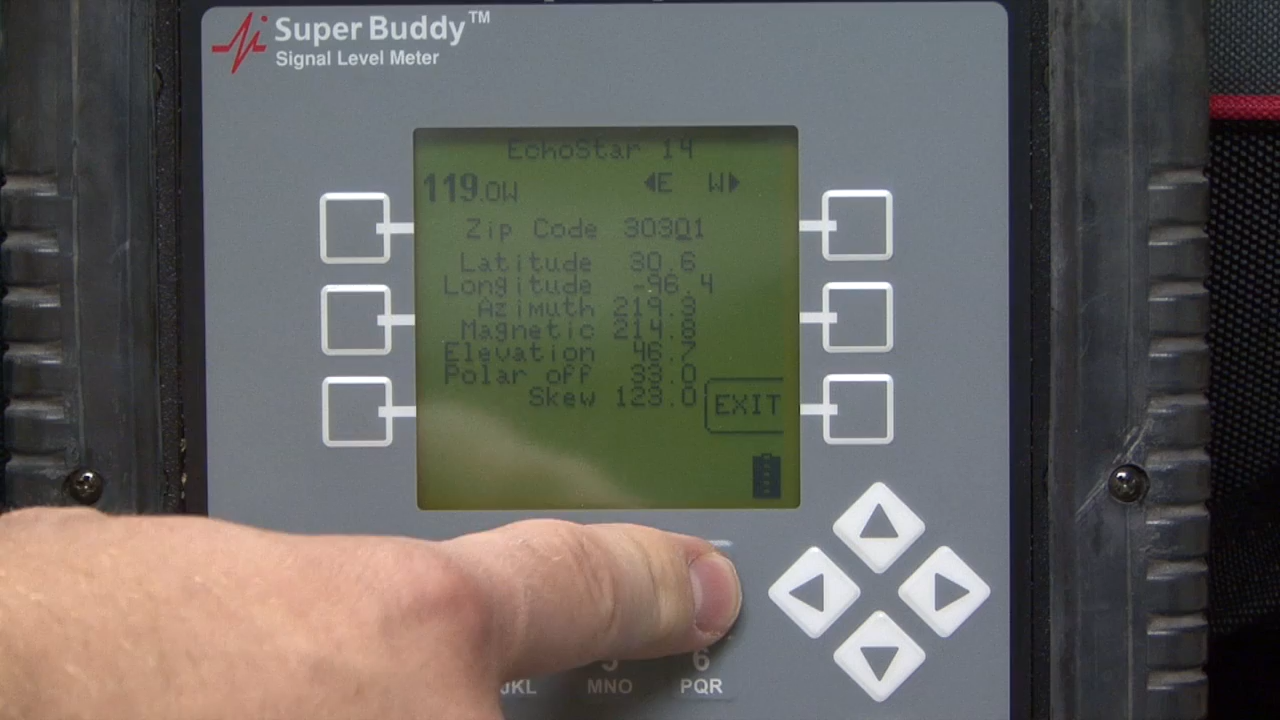 Super Buddy™
Signal Level Meter
EchoStar 14
119.0W ◀E W▶
Zip Code 30301
Latitude 30.6
Longitude -96.4
Azimuth 219.3
Magnetic 214.8
Elevation 46.7
Polar off 33.0
Skew 123.0
EXIT
5 6
JKL MNO PQR